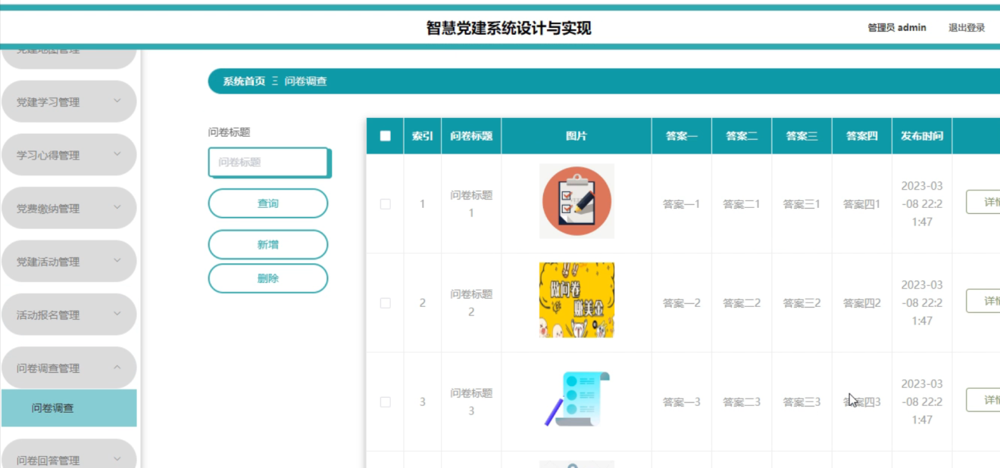 智慧党建系统设计与实现
管理员 admin
退出登录
党建地图管理
党建学习管理
学习心得管理
党费缴纳管理
党建活动管理
活动报名管理
问卷调查管理
问卷调查
问卷回答管理
系统首页 Ξ 问卷调查
问卷标题
问卷标题
查询
新增
删除
索引 问卷标题 图片 答案一 答案二 答案三 答案四 发布时间
1 问卷标题1 答案一1 答案二1 答案三1 答案四1 2023-03-08 22:21:47 详情
2 问卷标题2 做问卷 赚美金 答案一2 答案二2 答案三2 答案四2 2023-03-08 22:21:47 详情
3 问卷标题3 答案一3 答案二3 答案三3 答案四3 2023-03-08 22:21:47 详情